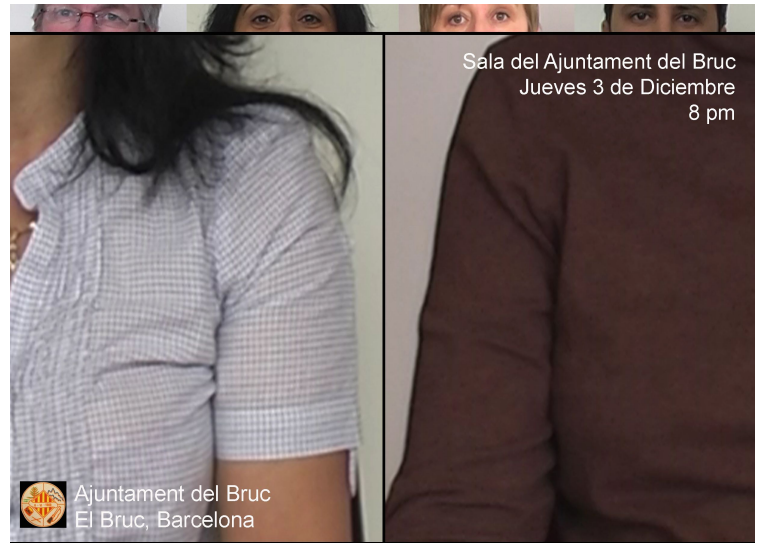 Sala del Ajuntament del Bruc
Jueves 3 de Diciembre
8 pm
Ajuntament del Bruc
El Bruc, Barcelona